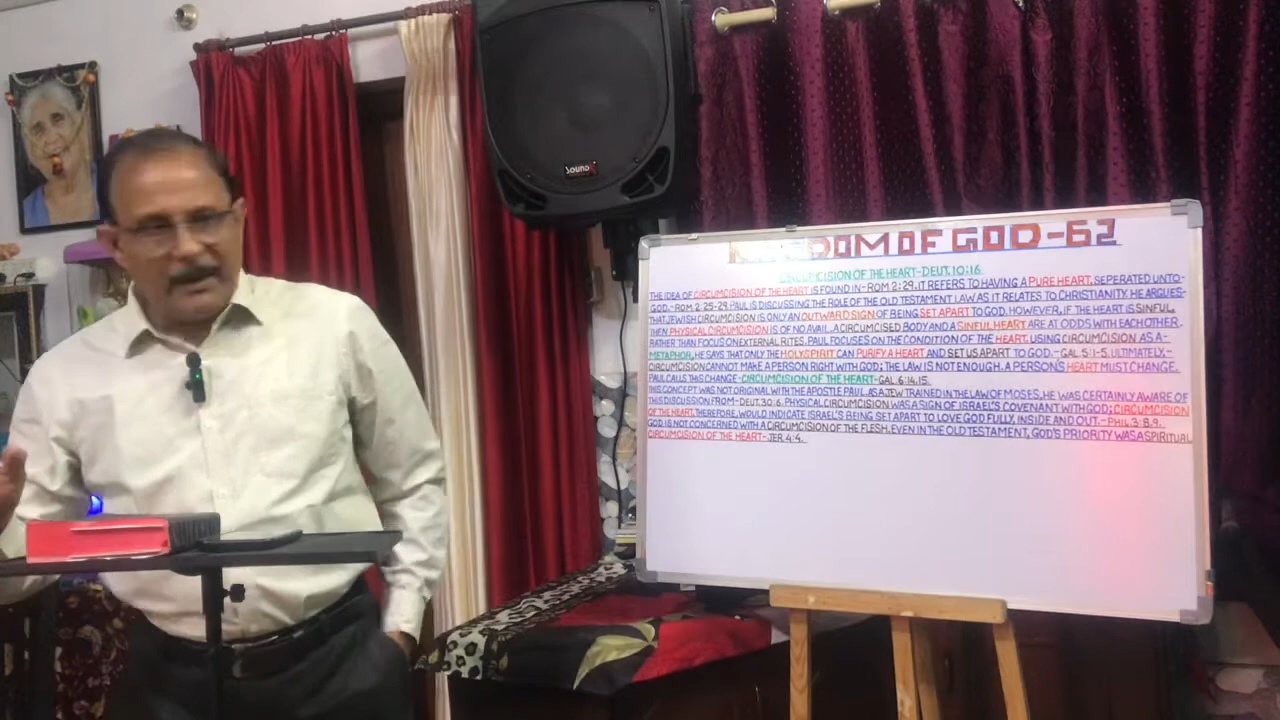 SOUNDX
KINGDOM OF GOD-62
CIRCUMCISION OF THE HEART-DEUT.10:16.
THE IDEA OF CIRCUMCISION OF THE HEART IS FOUND IN-ROM 2:29. IT REFERS TO HAVING A PURE HEART, SEPERATED UNTO-
GOD,-ROM 2:25-29. PAUL IS DISCUSSING THE ROLE OF THE OLD TESTAMENT LAW AS IT RELATES TO CHRISTIANITY. HE ARGUES-
THAT JEWISH CIRCUMCISION IS ONLY AN OUTWARD SIGN OF BEING SET APART TO GOD. HOWEVER, IF THE HEART IS SINFUL,
THEN PHYSICAL CIRCUMCISION IS OF NO AVAIL. A CIRCUMCISED BODY AND A SINFUL HEART ARE AT ODDS WITH EACH OTHER.
RATHER THAN FOCUS ON EXTERNAL RITES, PAUL FOCUSES ON THE CONDITION OF THE HEART. USING CIRCUMCISION AS A-
METAPHOR, HE SAYS THAT ONLY THE HOLY SPIRIT CAN PURIFY A HEART AND SET US APART TO GOD.-GAL 5:1-5. ULTIMATELY,-
CIRCUMCISION CANNOT MAKE A PERSON RIGHT WITH GOD; THE LAW IS NOT ENOUGH. A PERSON'S HEART MUST CHANGE.
PAUL CALLS THIS CHANGE-CIRCUMCISION OF THE HEART-GAL.6:14,15.
THIS CONCEPT WAS NOT ORIGINAL WITH THE APOSTLE PAUL. AS A JEW TRAINED IN THE LAW OF MOSES, HE WAS CERTAINLY AWARE OF
THIS DISCUSSION FROM-DEUT.30:6. PHYSICAL CIRCUMCISION WAS A SIGN OF ISRAEL'S COVENANT WITH GOD; CIRCUMCISION
OF THE HEART, THEREFORE, WOULD INDICATE ISRAEL'S BEING SET APART TO LOVE GOD FULLY, INSIDE AND OUT.-PHIL 3:8,9.
GOD IS NOT CONCERNED WITH A CIRCUMCISION OF THE FLESH. EVEN IN THE OLD TESTAMENT, GOD'S PRIORITY WAS A SPIRITUAL
CIRCUMCISION OF THE HEART-JER.4:4.